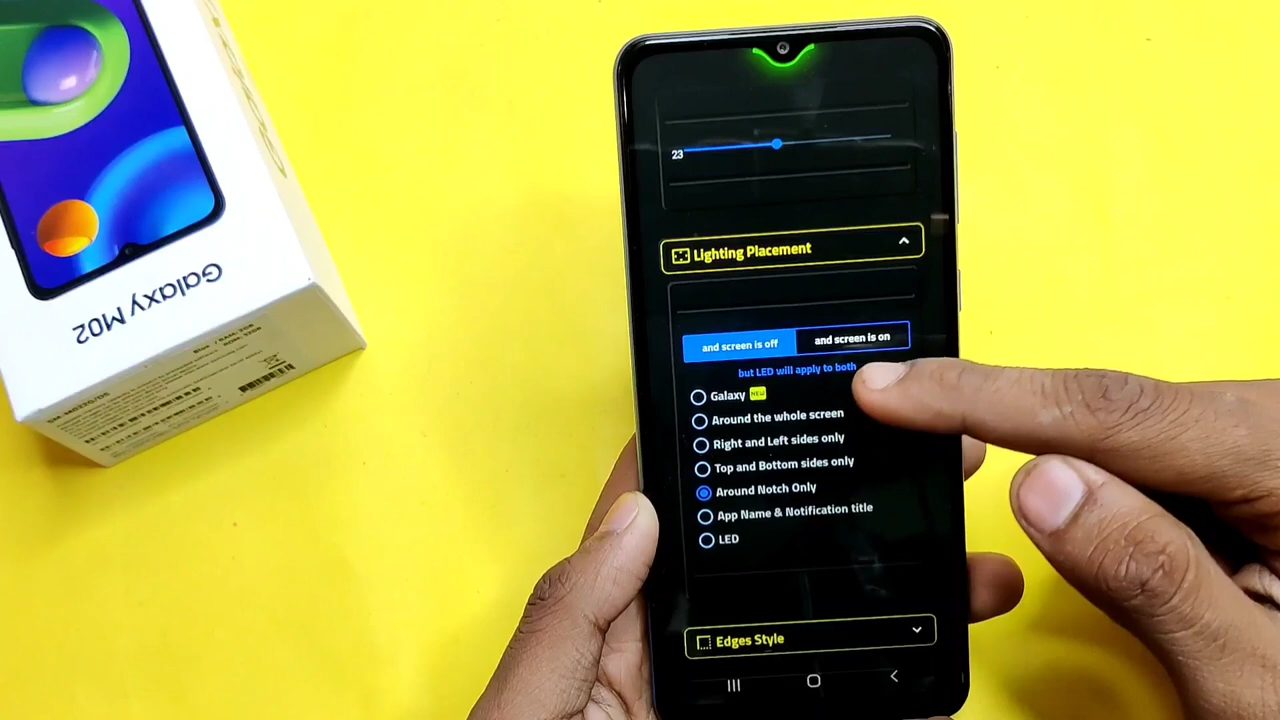 Galaxy M02
23
Lighting Placement
and screen is off
and screen is on
but LED will apply to both
Galaxy NEW
Around the whole screen
Right and Left sides only
Top and Bottom sides only
Around Notch Only
App Name & Notification title
LED
Edges Style